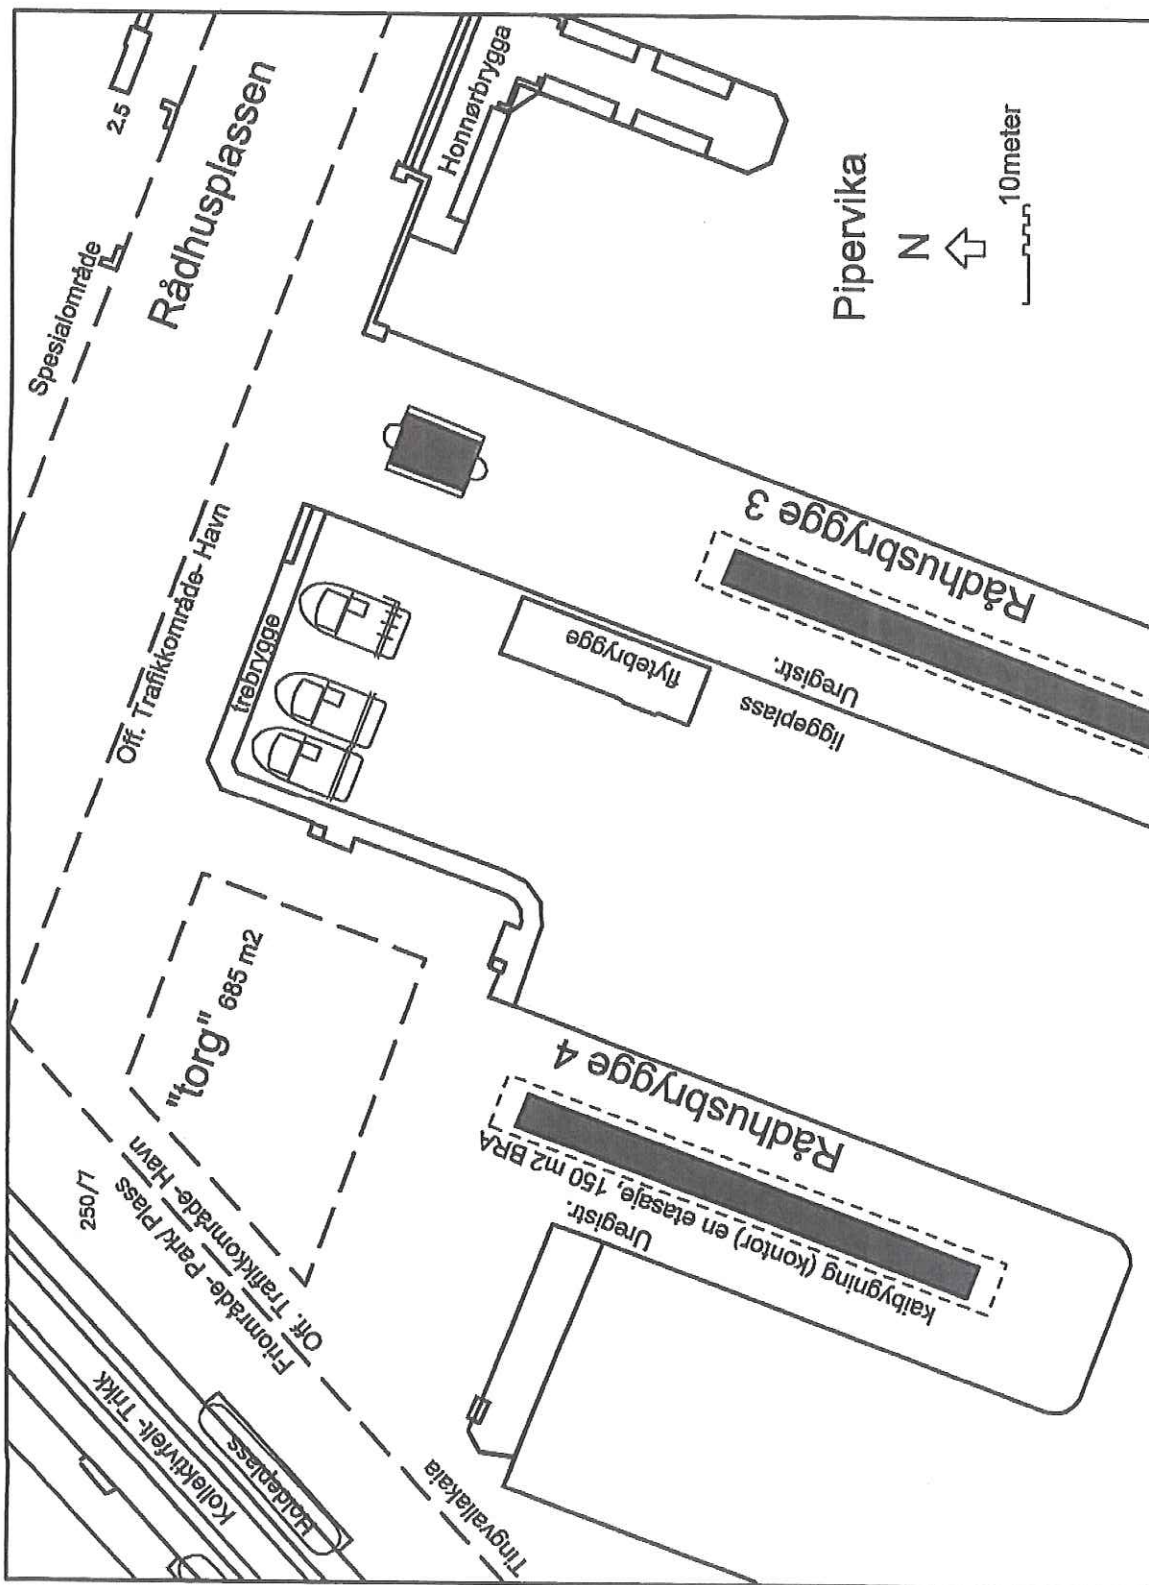 2.5
Spesialområde
Rådhusplassen
Honnørbrygga
Off. Trafikkområde- Havn
Pipervika
N
10meter
trebrygge
flytebrygge
liggeplass
Uregistr.
Rådhusbrygge 3
"torg" 685 m2
250/7
Friområde- Park/ Plass
Off. Trafikkområde- Havn
Rådhusbrygge 4
kaibygning (kontor) en etasaje, 150 m2 BRA
Uregistr.
Kollektivfelt- Trikk
Holdeplass
Tingvallakaia